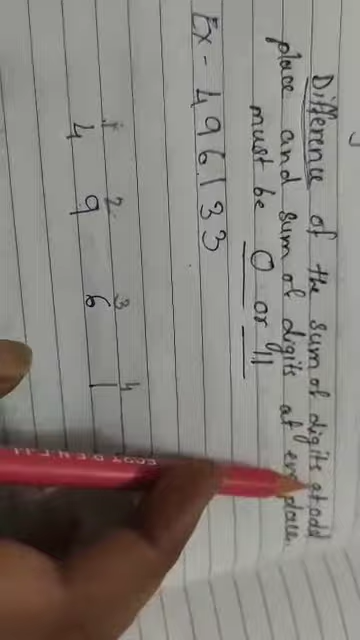 Difference of the sum of digits at odd
place and sum of digits at even place
must be 0 or 11
Ex - 496133
1 2 3 4
4 9 6 1